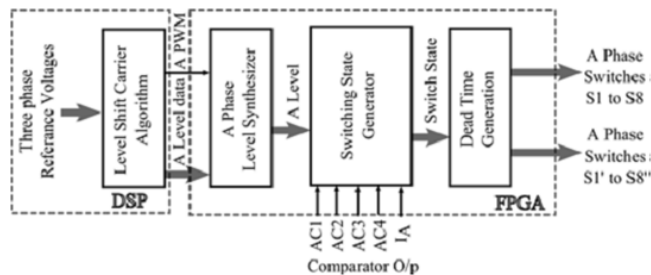 Three phase
Referance Voltages
Level Shift Carrier
Algorithm
DSP
A PWM
A Level data
A Phase
Level Synthesizer
A Level
Switching State
Generator
Switch State
Dead Time
Generation
FPGA
A Phase
Switches
S1 to S8
A Phase
Switches
S1' to S8''
AC1
AC2
AC3
AC4
IA
Comparator O/p